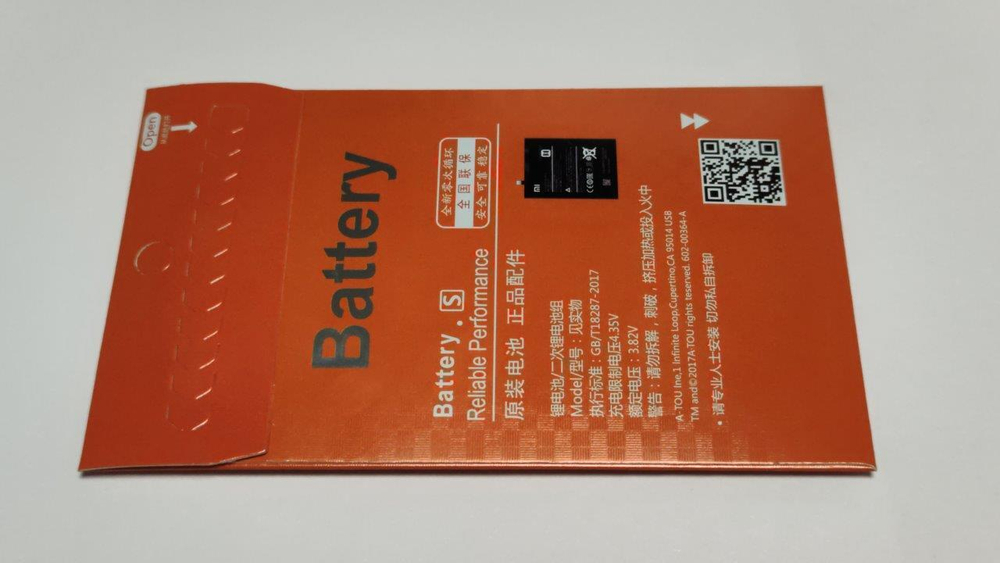 Open
Battery
全新零次循环
全国联保
安全 可靠 稳定
Battery . S
Reliable Performance
原装电池 正品配件
mi
锂电池/二次锂电池组
Model/型号：见实物
执行标准：GB/T18287-2017
充电限制电压4.35V
额定电压：3.82V
警告：请勿拆解，刺破，挤压加热或投入火中
A-TOU Ine,1 Infinite Loop,Cupertino,CA 95014 USB
TM and©2017A-TOU rights teserved. 602-00364-A
• 请专业人士安装 切勿私自拆卸